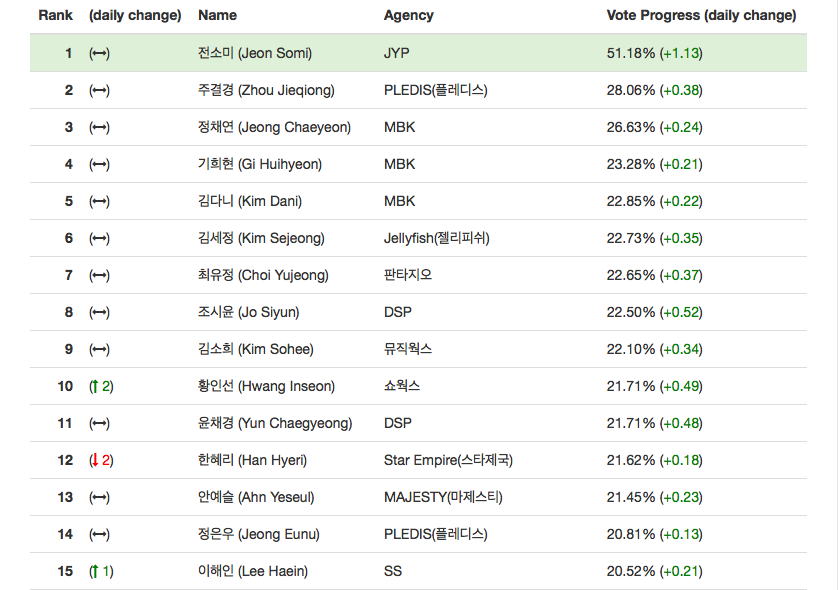 Rank (daily change) Name Agency Vote Progress (daily change)
1 (↔) 전소미 (Jeon Somi) JYP 51.18% (+1.13)
2 (↔) 주결경 (Zhou Jieqiong) PLEDIS(플레디스) 28.06% (+0.38)
3 (↔) 정채연 (Jeong Chaeyeon) MBK 26.63% (+0.24)
4 (↔) 기희현 (Gi Huihyeon) MBK 23.28% (+0.21)
5 (↔) 김다니 (Kim Dani) MBK 22.85% (+0.22)
6 (↔) 김세정 (Kim Sejeong) Jellyfish(젤리피쉬) 22.73% (+0.35)
7 (↔) 최유정 (Choi Yujeong) 판타지오 22.65% (+0.37)
8 (↔) 조시윤 (Jo Siyun) DSP 22.50% (+0.52)
9 (↔) 김소희 (Kim Sohee) 뮤직웍스 22.10% (+0.34)
10 (↑ 2) 황인선 (Hwang Inseon) 쇼웍스 21.71% (+0.49)
11 (↔) 윤채경 (Yun Chaegyeong) DSP 21.71% (+0.48)
12 (↓ 2) 한혜리 (Han Hyeri) Star Empire(스타제국) 21.62% (+0.18)
13 (↔) 안예슬 (Ahn Yeseul) MAJESTY(마제스티) 21.45% (+0.23)
14 (↔) 정은우 (Jeong Eunu) PLEDIS(플레디스) 20.81% (+0.13)
15 (↑ 1) 이해인 (Lee Haein) SS 20.52% (+0.21)